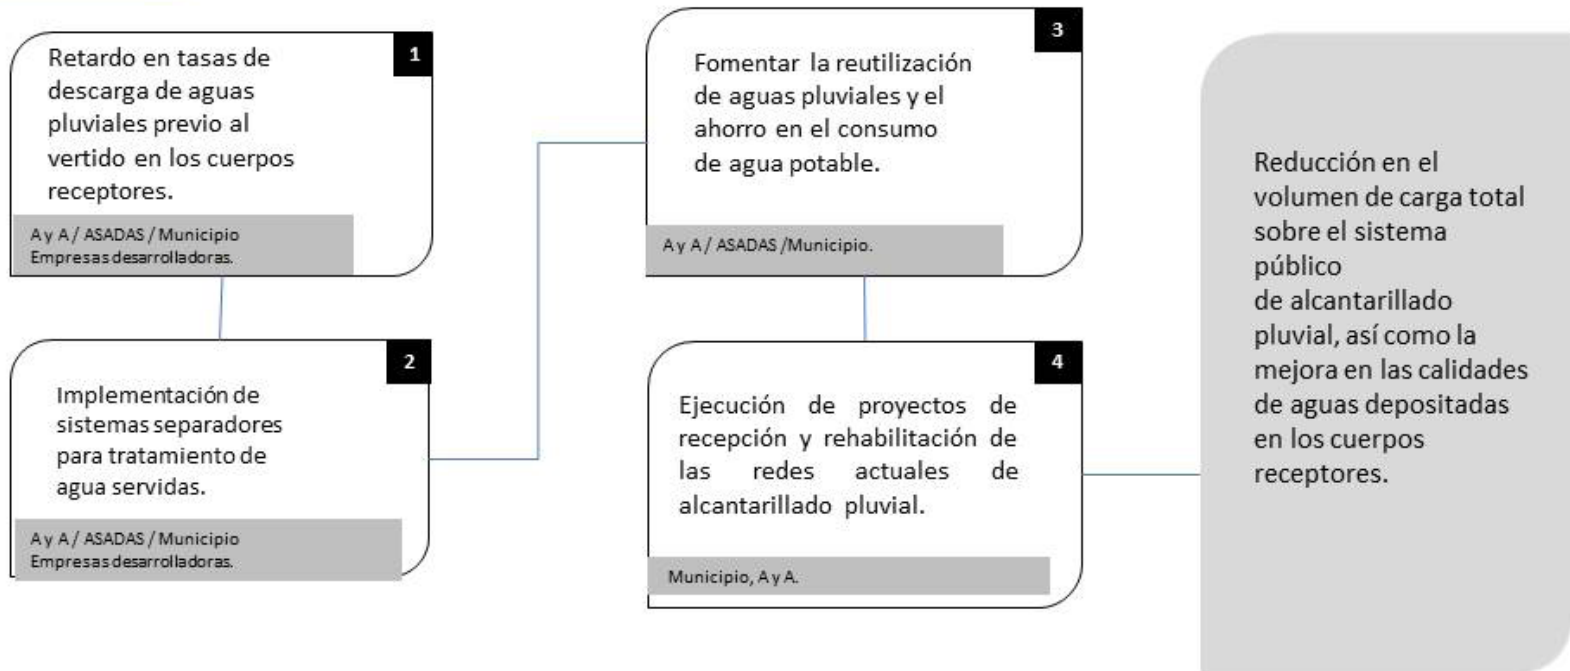 1
Retardo en tasas de
descarga de aguas
pluviales previo al
vertido en los cuerpos
receptores.
A y A / ASADAS / Municipio
Empresas desarrolladoras.
2
Implementación de
sistemas separadores
para tratamiento de
agua servidas.
A y A / ASADAS / Municipio
Empresas desarrolladoras.
3
Fomentar la reutilización
de aguas pluviales y el
ahorro en el consumo
de agua potable.
A y A / ASADAS /Municipio.
4
Ejecución de proyectos de
recepción y rehabilitación de
las redes actuales de
alcantarillado pluvial.
Municipio, A y A.
Reducción en el
volumen de carga total
sobre el sistema
público
de alcantarillado
pluvial, así como la
mejora en las calidades
de aguas depositadas
en los cuerpos
receptores.